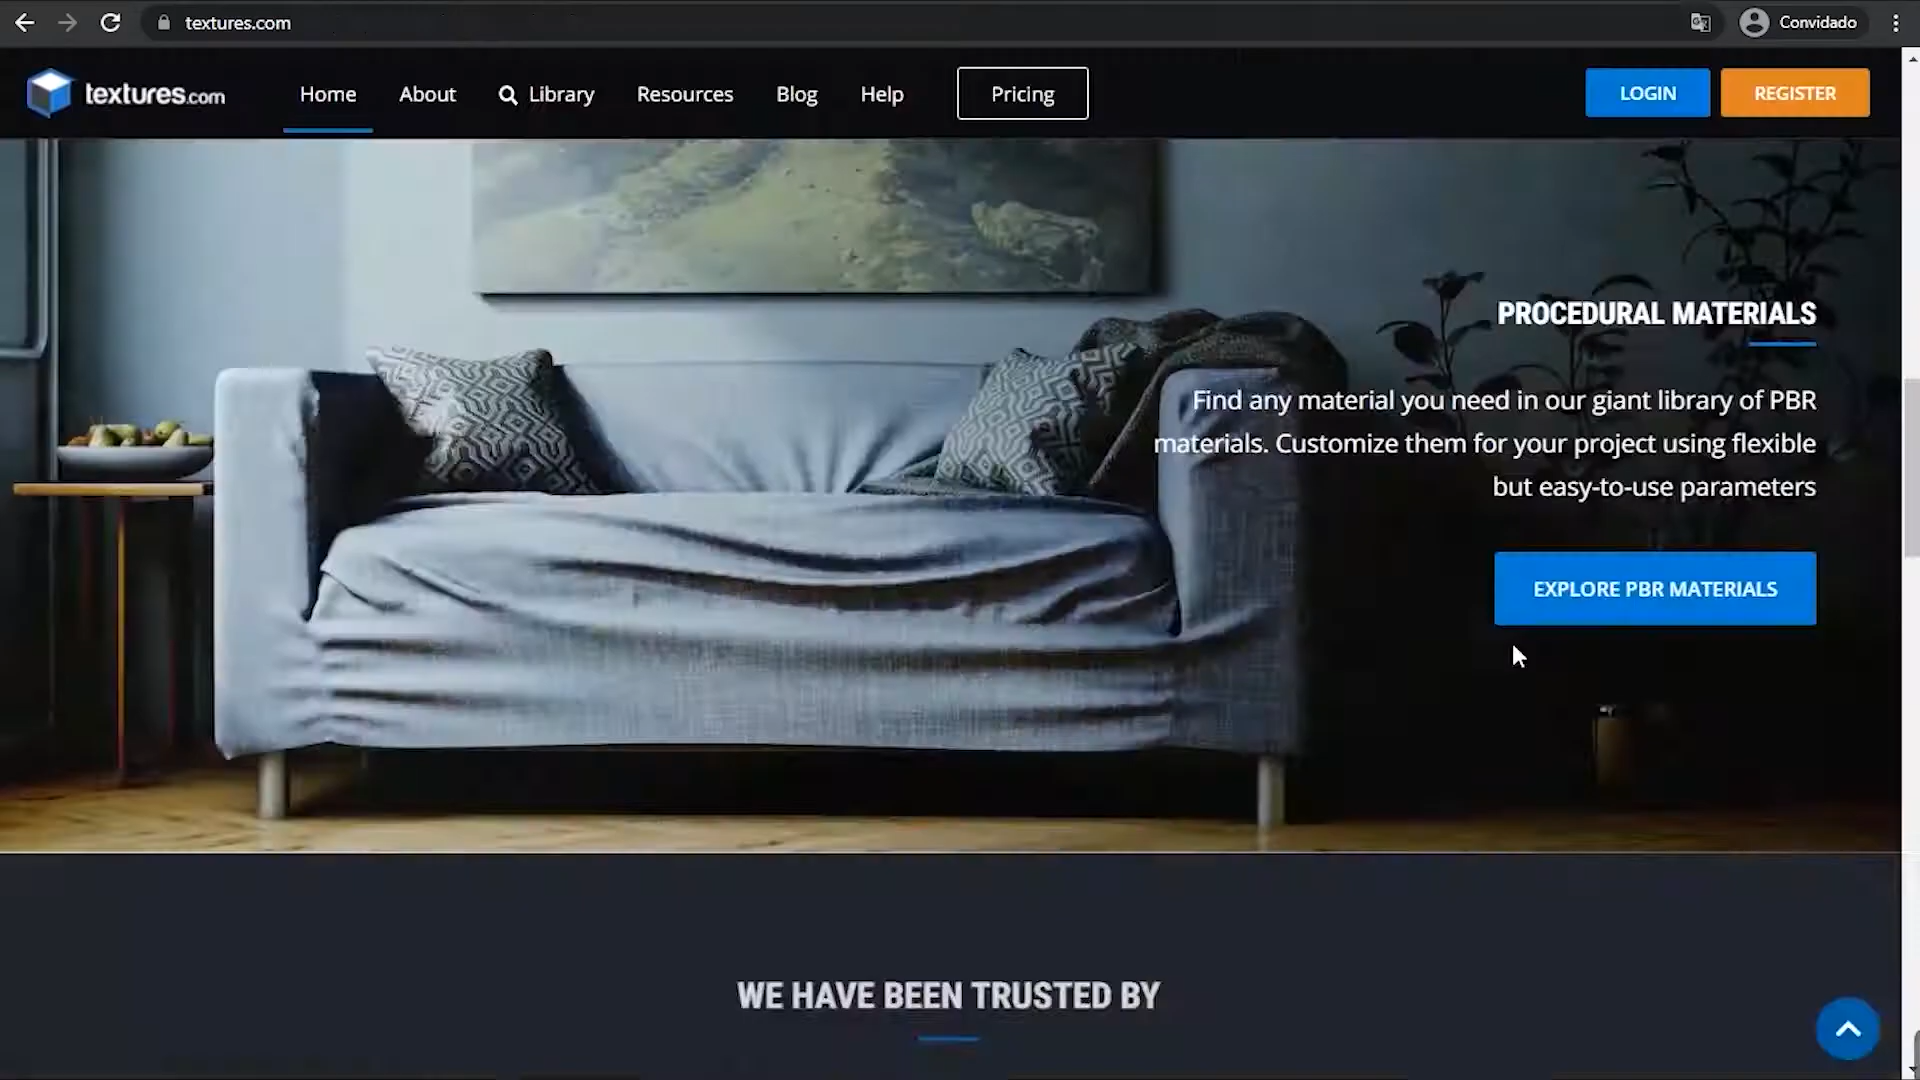 textures.com
Convidado
textures.com
Home
About
Library
Resources
Blog
Help
Pricing
LOGIN
REGISTER
PROCEDURAL MATERIALS
Find any material you need in our giant library of PBR
materials. Customize them for your project using flexible
but easy-to-use parameters
EXPLORE PBR MATERIALS
WE HAVE BEEN TRUSTED BY